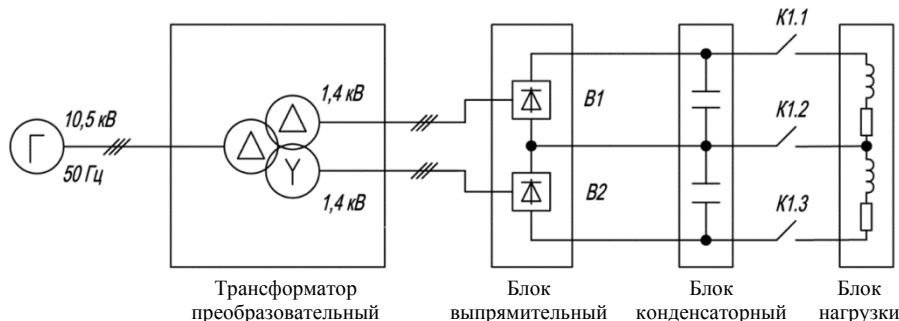 10,5 кВ
Г
50 Гц
1,4 кВ
1,4 кВ
Δ
Δ
Y
В1
В2
К1.1
К1.2
К1.3
Трансформатор
преобразовательный
Блок
выпрямительный
Блок
конденсаторный
Блок
нагрузки